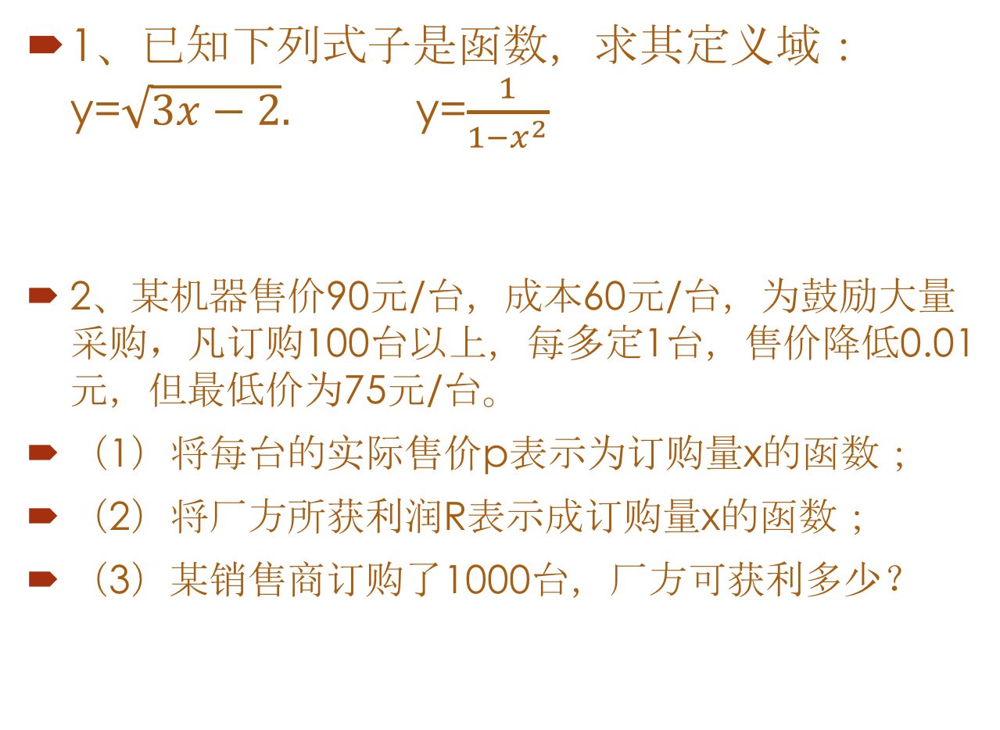 1、已知下列式子是函数，求其定义域：
y=√(3x−2).  y=1/(1−x²)
2、某机器售价90元/台，成本60元/台，为鼓励大量
采购，凡订购100台以上，每多定1台，售价降低0.01
元，但最低价为75元/台。
（1）将每台的实际售价p表示为订购量x的函数；
（2）将厂方所获利润R表示成订购量x的函数；
（3）某销售商订购了1000台，厂方可获利多少？